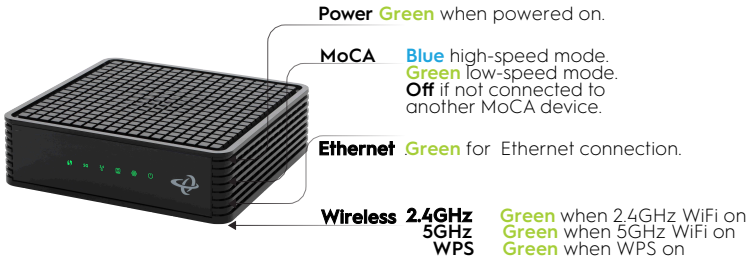 Power Green when powered on.
MoCA Blue high-speed mode.
Green low-speed mode.
Off if not connected to
another MoCA device.
Ethernet Green for Ethernet connection.
Wireless 2.4GHz Green when 2.4GHz WiFi on
5GHz Green when 5GHz WiFi on
WPS Green when WPS on